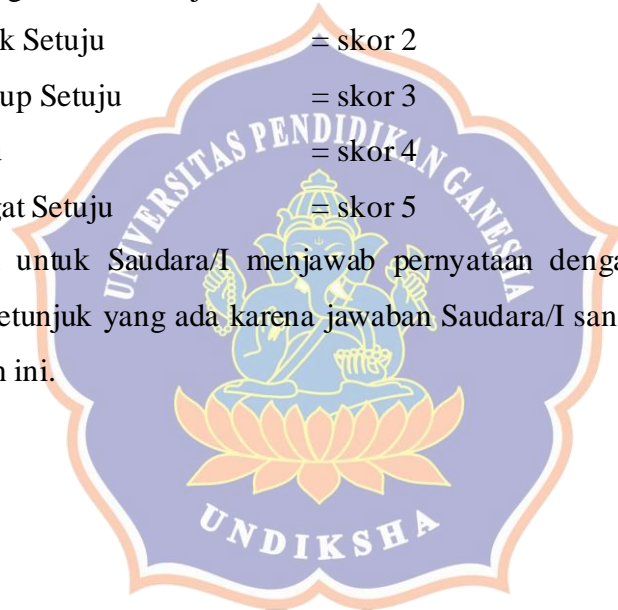 k Setuju = skor 2
up Setuju = skor 3
= skor 4
gat Setuju = skor 5
untuk Saudara/I menjawab pernyataan denga
etunjuk yang ada karena jawaban Saudara/I san
n ini.
UNIVERSITAS PENDIDIKAN GANESHA
UNDIKSHA